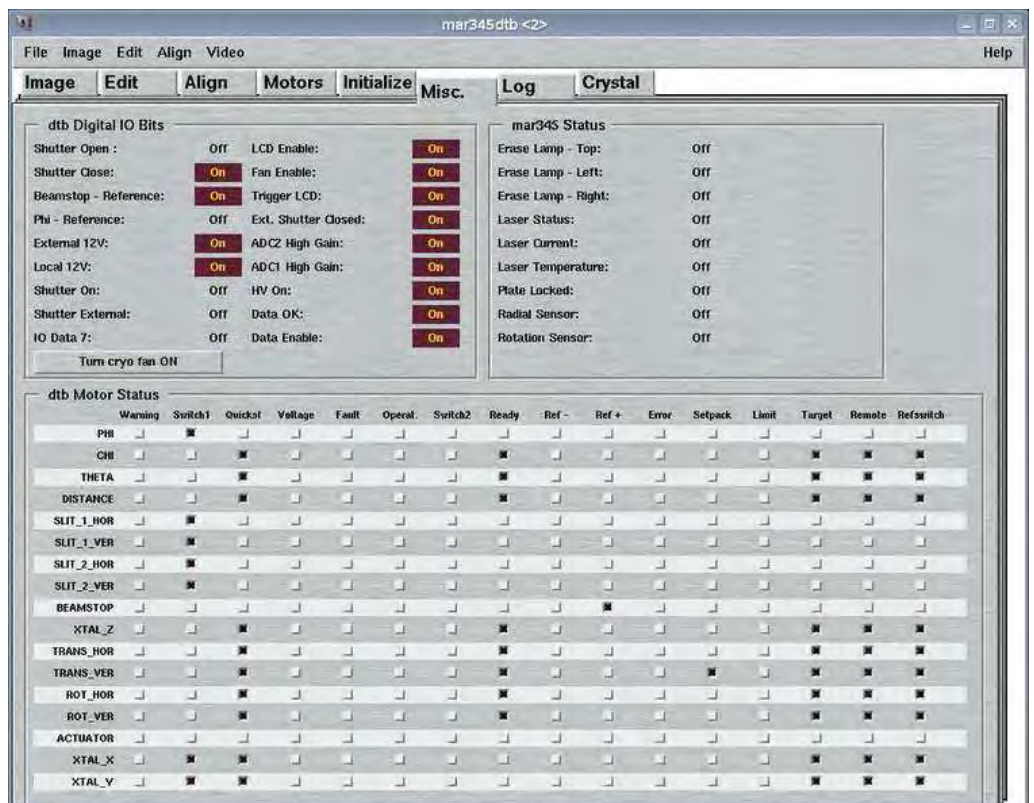 mar345dtb <2>
File Image Edit Align Video Help
Image Edit Align Motors Initialize Misc. Log Crystal
dtb Digital IO Bits
Shutter Open : Off LCD Enable: On
Shutter Close: On Fan Enable: On
Beamstop - Reference: On Trigger LCD: On
Phi - Reference: Off Ext. Shutter Closed: On
External 12V: On ADC2 High Gain: On
Local 12V: On ADC1 High Gain: On
Shutter On: Off HV On: On
Shutter External: Off Data OK: On
IO Data 7: Off Data Enable: On
Turn cryo fan ON
mar345 Status
Erase Lamp - Top: Off
Erase Lamp - Left: Off
Erase Lamp - Right: Off
Laser Status: Off
Laser Current: Off
Laser Temperature: Off
Plate Locked: Off
Radial Sensor: Off
Rotation Sensor: Off
dtb Motor Status
Warning Switch1 Quickst Voltage Fault Operat. Switch2 Ready Ref - Ref + Error Setpack Limit Target Remote Refswitch
PHI
CHI
THETA
DISTANCE
SLIT_1_HOR
SLIT_1_VER
SLIT_2_HOR
SLIT_2_VER
BEAMSTOP
XTAL_Z
TRANS_HOR
TRANS_VER
ROT_HOR
ROT_VER
ACTUATOR
XTAL_X
XTAL_Y